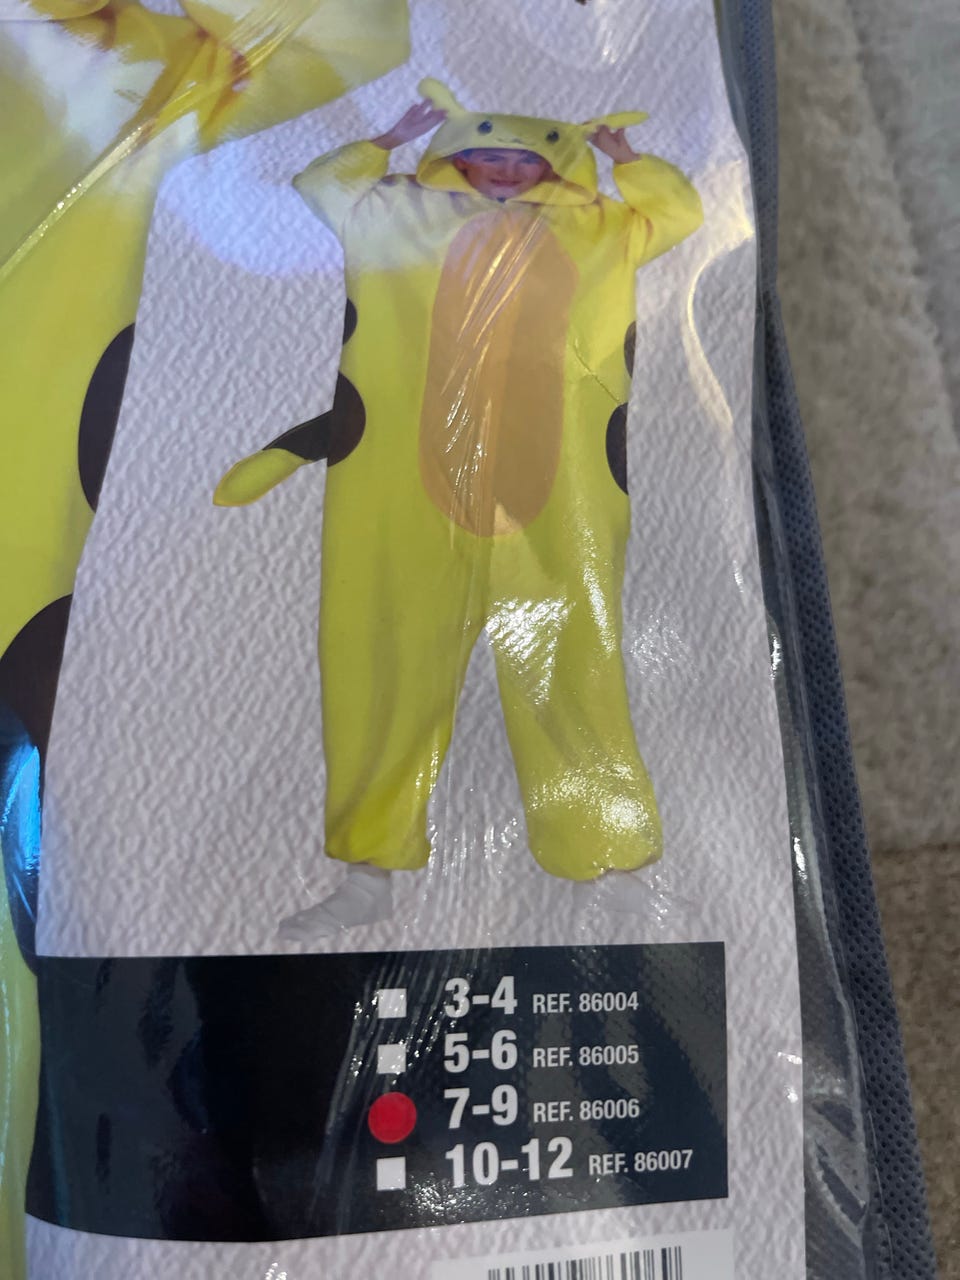 3-4 REF. 86004
5-6 REF. 86005
7-9 REF. 86006
10-12 REF. 86007